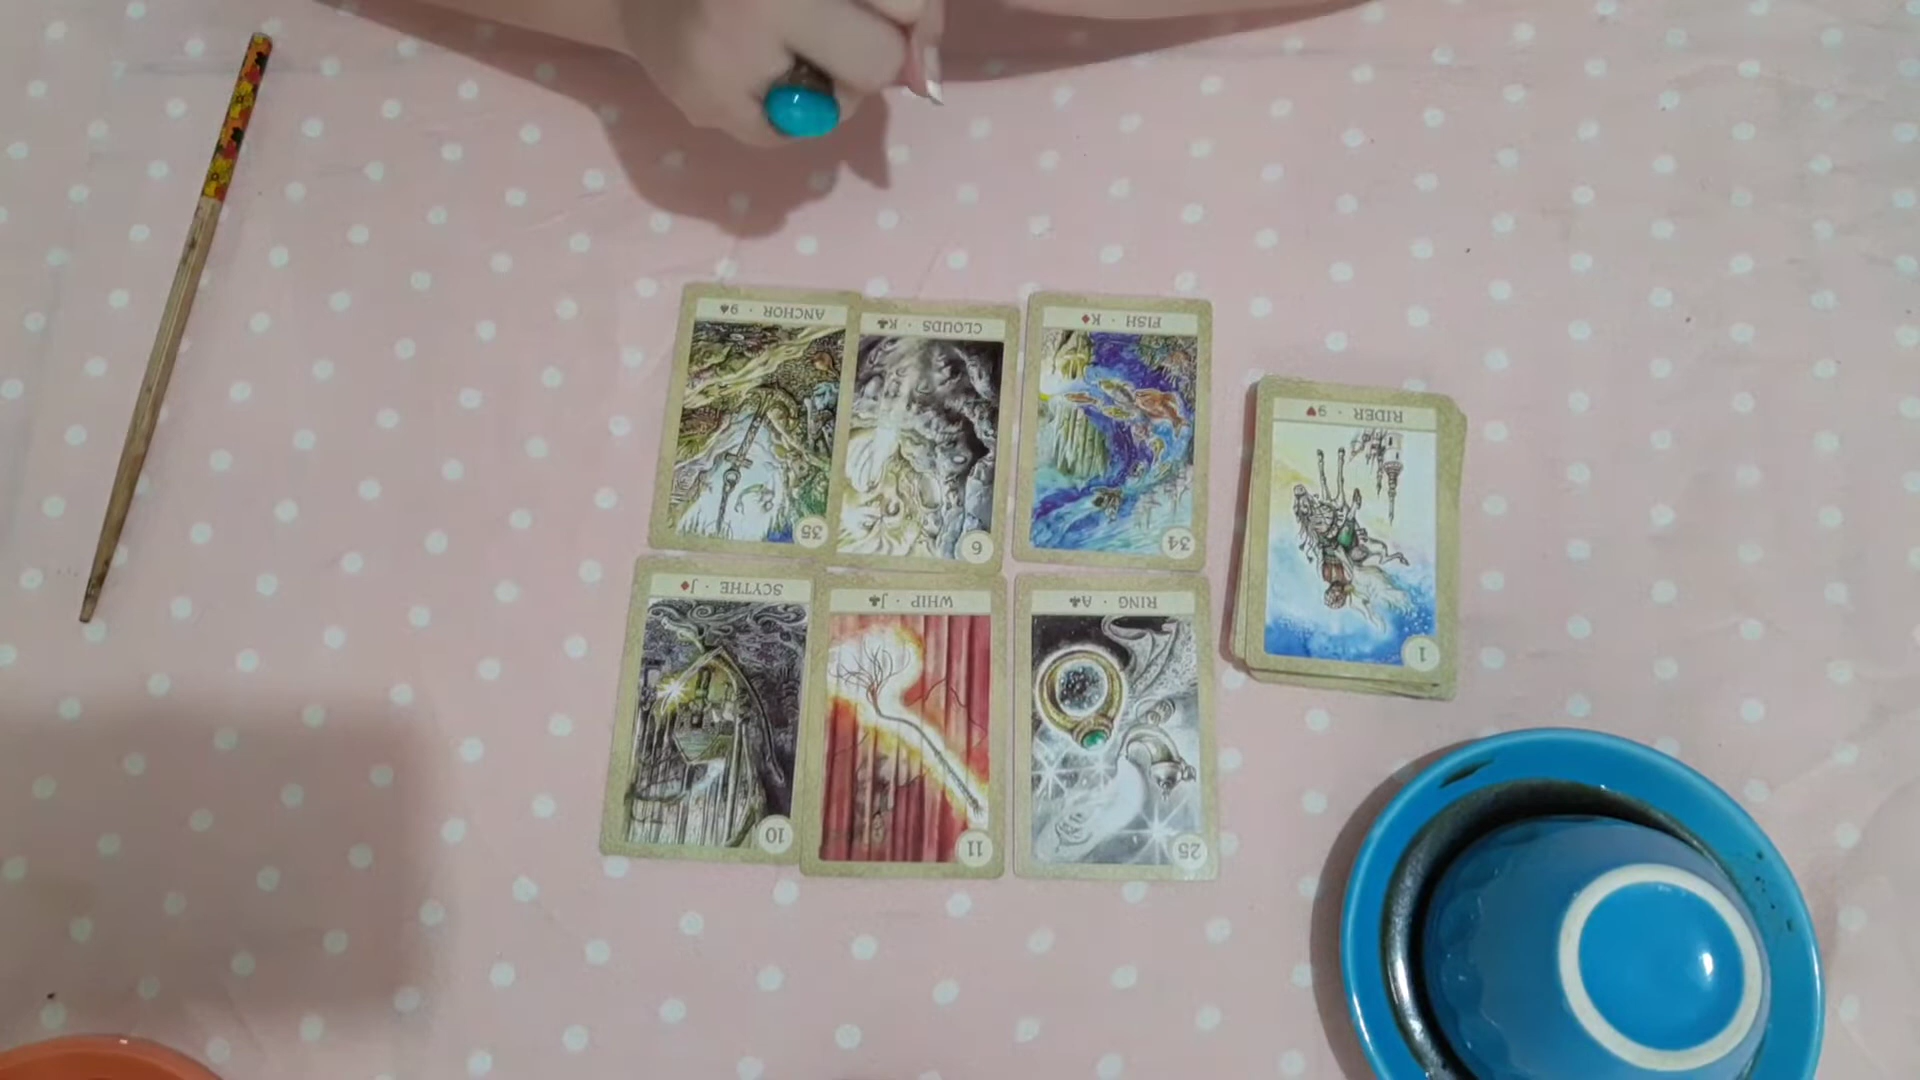 ANCHOR · 9♠
35
CLOUDS · K♣
6
FISH · K♦
34
RIDER · 9♥
1
SCYTHE · J♦
10
WHIP · J♣
11
RING · A♣
25